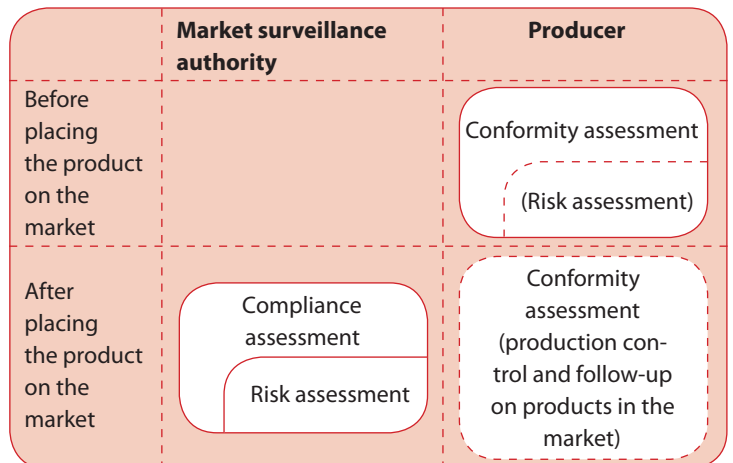 Market surveillance
authority
Producer
Before
placing
the product
on the
market
Conformity assessment
(Risk assessment)
After
placing
the product
on the
market
Compliance
assessment
Risk assessment
Conformity
assessment
(production con-
trol and follow-up
on products in the
market)